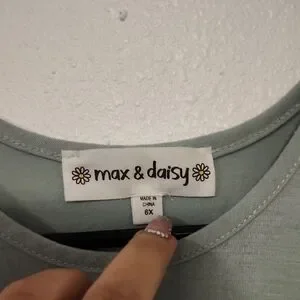 max & daisy
MADE IN
CHINA
6X